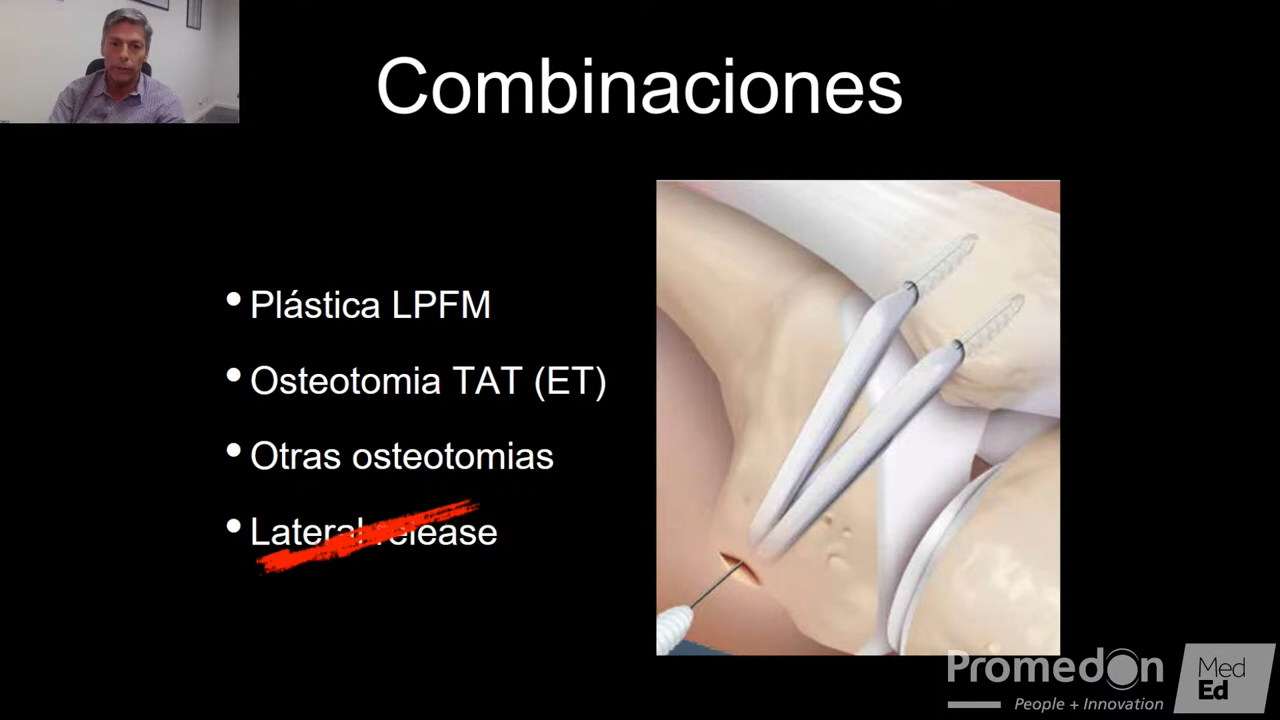 Combinaciones
• Plástica LPFM
• Osteotomia TAT (ET)
• Otras osteotomias
• Lateral release
Promedon
People + Innovation
Med
Ed